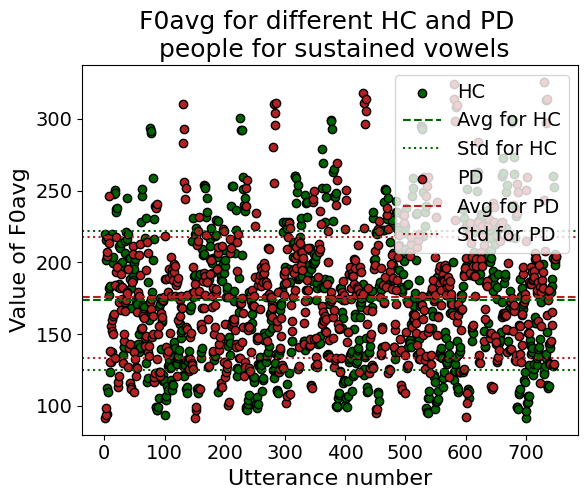 F0avg for different HC and PD
people for sustained vowels
Value of F0avg
300
250
200
150
100
HC
Avg for HC
Std for HC
PD
Avg for PD
Std for PD
0 100 200 300 400 500 600 700
Utterance number